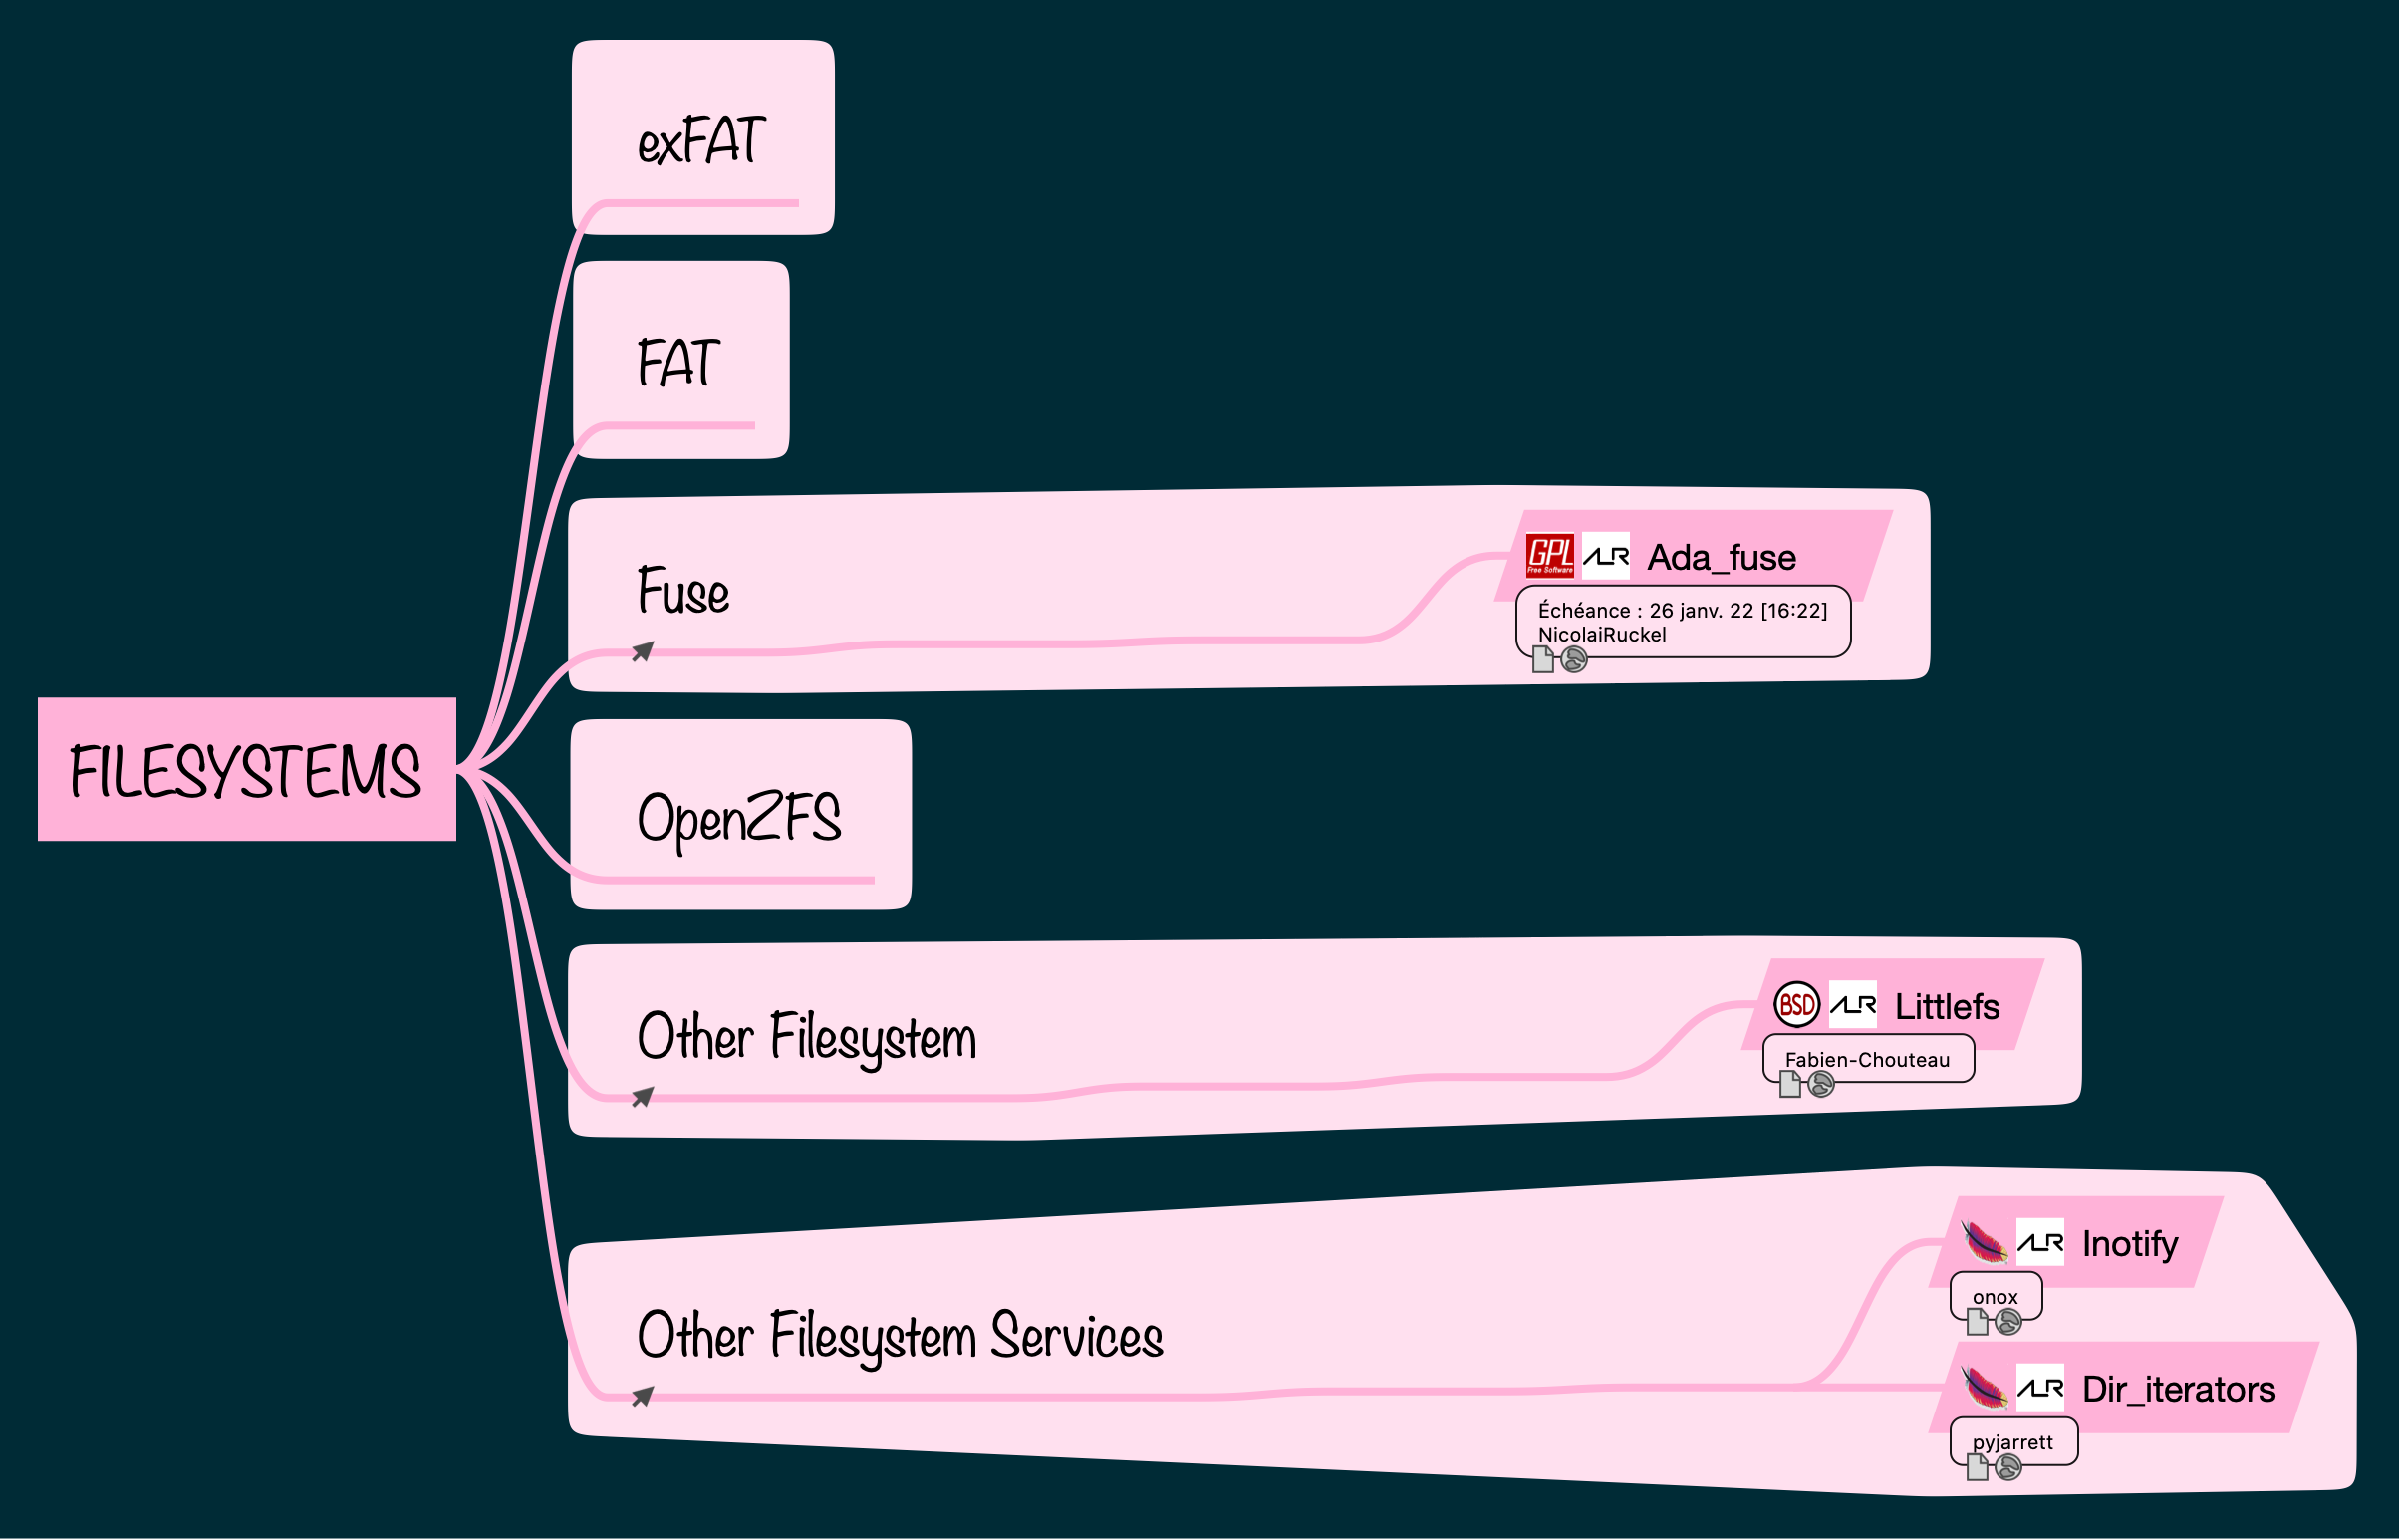 exFAT
FAT
Fuse
GPL
Free Software
ALR
Ada_fuse
Échéance : 26 janv. 22 [16:22]
NicolaiRuckel
FILESYSTEMS
OpenZFS
Other Filesystem
BSD
ALR
Littlefs
Fabien-Chouteau
Other Filesystem Services
ALR
Inotify
onox
ALR
Dir_iterators
pyjarrett